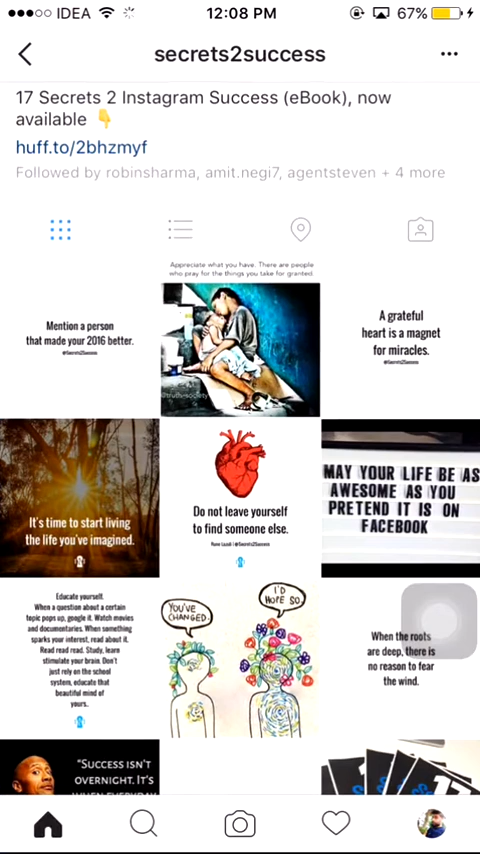 IDEA 12:08 PM 67%
secrets2success
17 Secrets 2 Instagram Success (eBook), now
available
huff.to/2bhzmyf
Followed by robinsharma, amit.negi7, agentsteven + 4 more
Mention a person
that made your 2016 better.
@Secrets2Success
Appreciate what you have. There are people
who pray for the things you take for granted.
@truths-society
A grateful
heart is a magnet
for miracles.
@Secrets2Success
It's time to start living
the life you've imagined.
Do not leave yourself
to find someone else.
@Secrets2Success
MAY YOUR LIFE BE AS
AWESOME AS YOU
PRETEND IT IS ON
FACEBOOK
Educate yourself.
When a question about a certain
topic pops up, google it. Watch movies
and documentaries. When something
sparks your interest, read about it.
Read read read. Study, learn
stimulate your brain. Don't
just rely on the school
system, educate that
beautiful mind of
yours.
YOU'VE
CHANGED.
I'D
HOPE SO.
When the roots
are deep, there is
no reason to fear
the wind.
"SUCCESS ISN'T
OVERNIGHT. IT'S
WHEN EVERYDAY